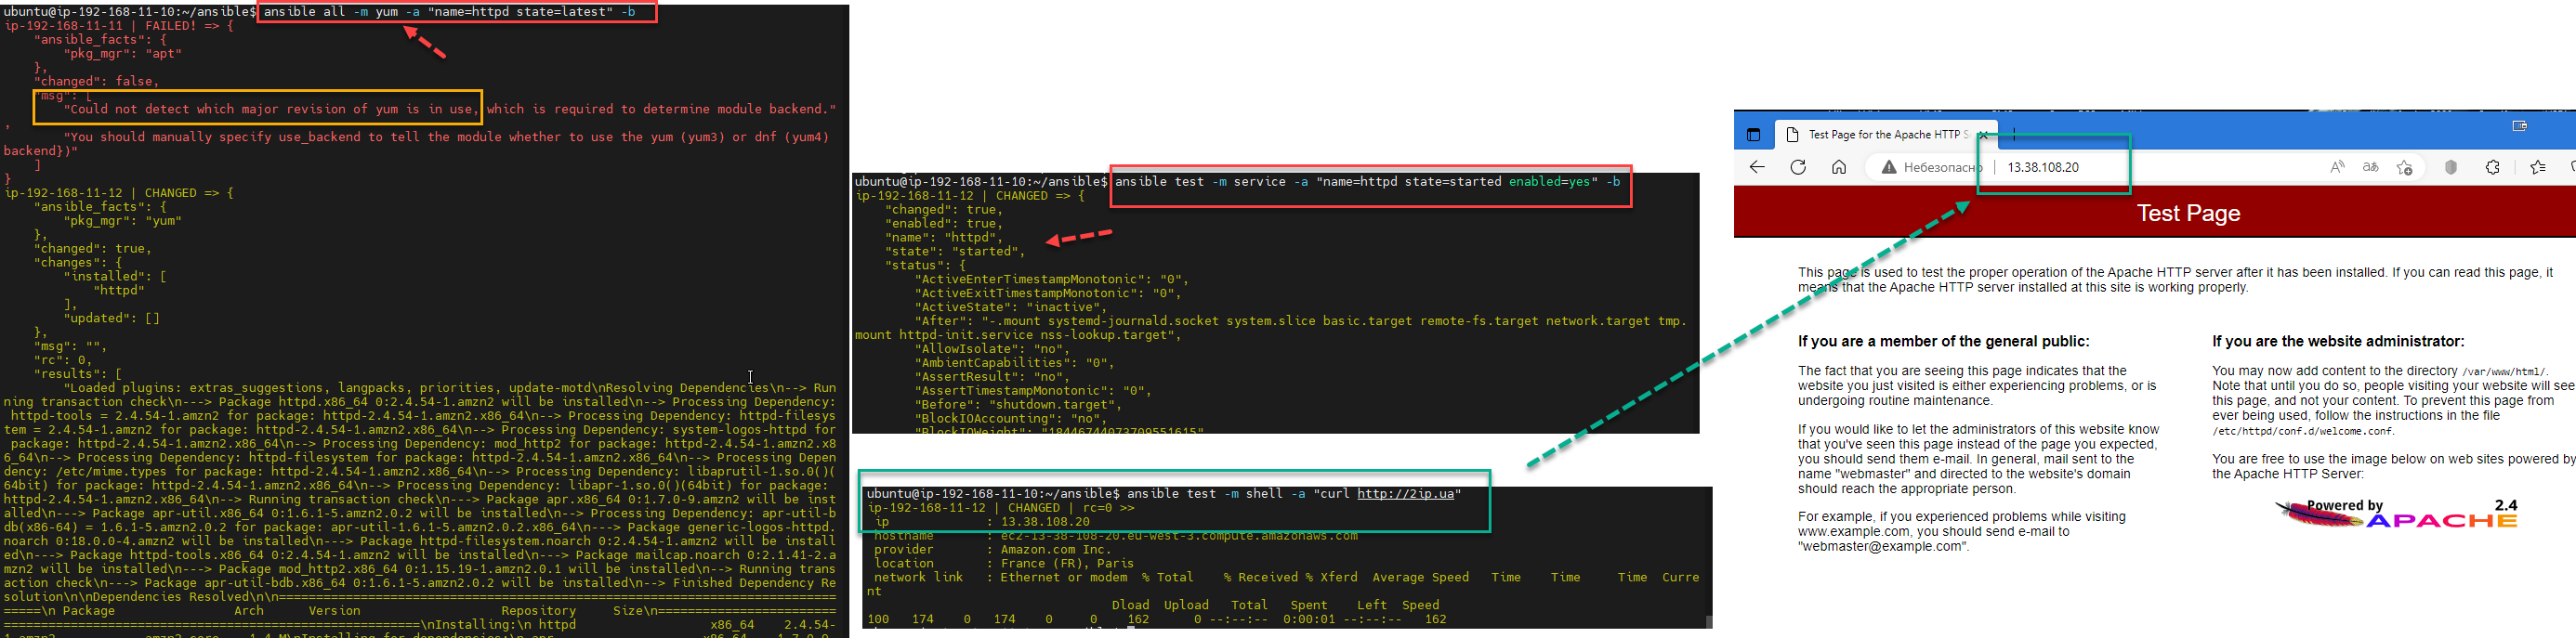 ubuntu@ip-192-168-11-10:~/ansible$ ansible all -m yum -a "name=httpd state=latest" -b
ip-192-168-11-11 | FAILED! => {
    "ansible_facts": {
        "pkg_mgr": "apt"
    },
    "changed": false,
    "msg": [
        "Could not detect which major revision of yum is in use, which is required to determine module backend."
,
        "You should manually specify use_backend to tell the module whether to use the yum (yum3) or dnf (yum4)
backend})"
    ]
}
ip-192-168-11-12 | CHANGED => {
    "ansible_facts": {
        "pkg_mgr": "yum"
    },
    "changed": true,
    "changes": {
        "installed": [
            "httpd"
        ],
        "updated": []
    },
    "msg": "",
    "rc": 0,
    "results": [
        "Loaded plugins: extras_suggestions, langpacks, priorities, update-motd\nResolving Dependencies\n--> Run
ning transaction check\n---> Package httpd.x86_64 0:2.4.54-1.amzn2 will be installed\n--> Processing Dependency:
 httpd-tools = 2.4.54-1.amzn2 for package: httpd-2.4.54-1.amzn2.x86_64\n--> Processing Dependency: httpd-filesys
tem = 2.4.54-1.amzn2 for package: httpd-2.4.54-1.amzn2.x86_64\n--> Processing Dependency: system-logos-httpd for
 package: httpd-2.4.54-1.amzn2.x86_64\n--> Processing Dependency: mod_http2 for package: httpd-2.4.54-1.amzn2.x8
6_64\n--> Processing Dependency: httpd-filesystem for package: httpd-2.4.54-1.amzn2.x86_64\n--> Processing Depen
dency: /etc/mime.types for package: httpd-2.4.54-1.amzn2.x86_64\n--> Processing Dependency: libaprutil-1.so.0()(
64bit) for package: httpd-2.4.54-1.amzn2.x86_64\n--> Processing Dependency: libapr-1.so.0()(64bit) for package:
httpd-2.4.54-1.amzn2.x86_64\n--> Running transaction check\n---> Package apr.x86_64 0:1.7.0-9.amzn2 will be inst
alled\n---> Package apr-util.x86_64 0:1.6.1-5.amzn2.0.2 will be installed\n--> Processing Dependency: apr-util-b
db(x86-64) = 1.6.1-5.amzn2.0.2 for package: apr-util-1.6.1-5.amzn2.0.2.x86_64\n---> Package generic-logos-httpd.
noarch 0:18.0.0-4.amzn2 will be installed\n---> Package httpd-filesystem.noarch 0:2.4.54-1.amzn2 will be install
ed\n---> Package httpd-tools.x86_64 0:2.4.54-1.amzn2 will be installed\n---> Package mailcap.noarch 0:2.1.41-2.a
mzn2 will be installed\n---> Package mod_http2.x86_64 0:1.15.19-1.amzn2.0.1 will be installed\n--> Running trans
action check\n---> Package apr-util-bdb.x86_64 0:1.6.1-5.amzn2.0.2 will be installed\n--> Finished Dependency Re
solution\n\nDependencies Resolved\n\n===========================================================================
=====\n Package                Arch      Version                   Repository     Size\n========================
========================================================\nInstalling:\n httpd                  x86_64    2.4.54-
ubuntu@ip-192-168-11-10:~/ansible$ ansible test -m service -a "name=httpd state=started enabled=yes" -b
ip-192-168-11-12 | CHANGED => {
    "changed": true,
    "enabled": true,
    "name": "httpd",
    "state": "started",
    "status": {
        "ActiveEnterTimestampMonotonic": "0",
        "ActiveExitTimestampMonotonic": "0",
        "ActiveState": "inactive",
        "After": "-.mount systemd-journald.socket system.slice basic.target remote-fs.target network.target tmp.
mount httpd-init.service nss-lookup.target",
        "AllowIsolate": "no",
        "AmbientCapabilities": "0",
        "AssertResult": "no",
        "AssertTimestampMonotonic": "0",
        "Before": "shutdown.target",
        "BlockIOAccounting": "no",
        "BlockIOWeight": "18446744073709551615",
ubuntu@ip-192-168-11-10:~/ansible$ ansible test -m shell -a "curl http://2ip.ua"
ip-192-168-11-12 | CHANGED | rc=0 >>
 ip             : 13.38.108.20
 hostname       : ec2-13-38-108-20.eu-west-3.compute.amazonaws.com
 provider       : Amazon.com Inc.
 location       : France (FR), Paris
 network link   : Ethernet or modem  % Total    % Received % Xferd  Average Speed   Time    Time     Time  Curre
nt
                                 Dload  Upload   Total   Spent    Left  Speed
100   174    0   174    0     0    162      0 --:--:--  0:00:01 --:--:--   162
Test Page for the Apache HTTP S
Небезопасно | 13.38.108.20
Test Page
This page is used to test the proper operation of the Apache HTTP server after it has been installed. If you can read this page, it
means that the Apache HTTP server installed at this site is working properly.
If you are a member of the general public:
The fact that you are seeing this page indicates that the
website you just visited is either experiencing problems, or is
undergoing routine maintenance.
If you would like to let the administrators of this website know
that you've seen this page instead of the page you expected,
you should send them e-mail. In general, mail sent to the
name "webmaster" and directed to the website's domain
should reach the appropriate person.
For example, if you experienced problems while visiting
www.example.com, you should send e-mail to
"webmaster@example.com".
If you are the website administrator:
You may now add content to the directory /var/www/html/.
Note that until you do so, people visiting your website will see
this page, and not your content. To prevent this page from
ever being used, follow the instructions in the file
/etc/httpd/conf.d/welcome.conf.
You are free to use the image below on web sites powered by
the Apache HTTP Server:
Powered by 2.4
APACHE